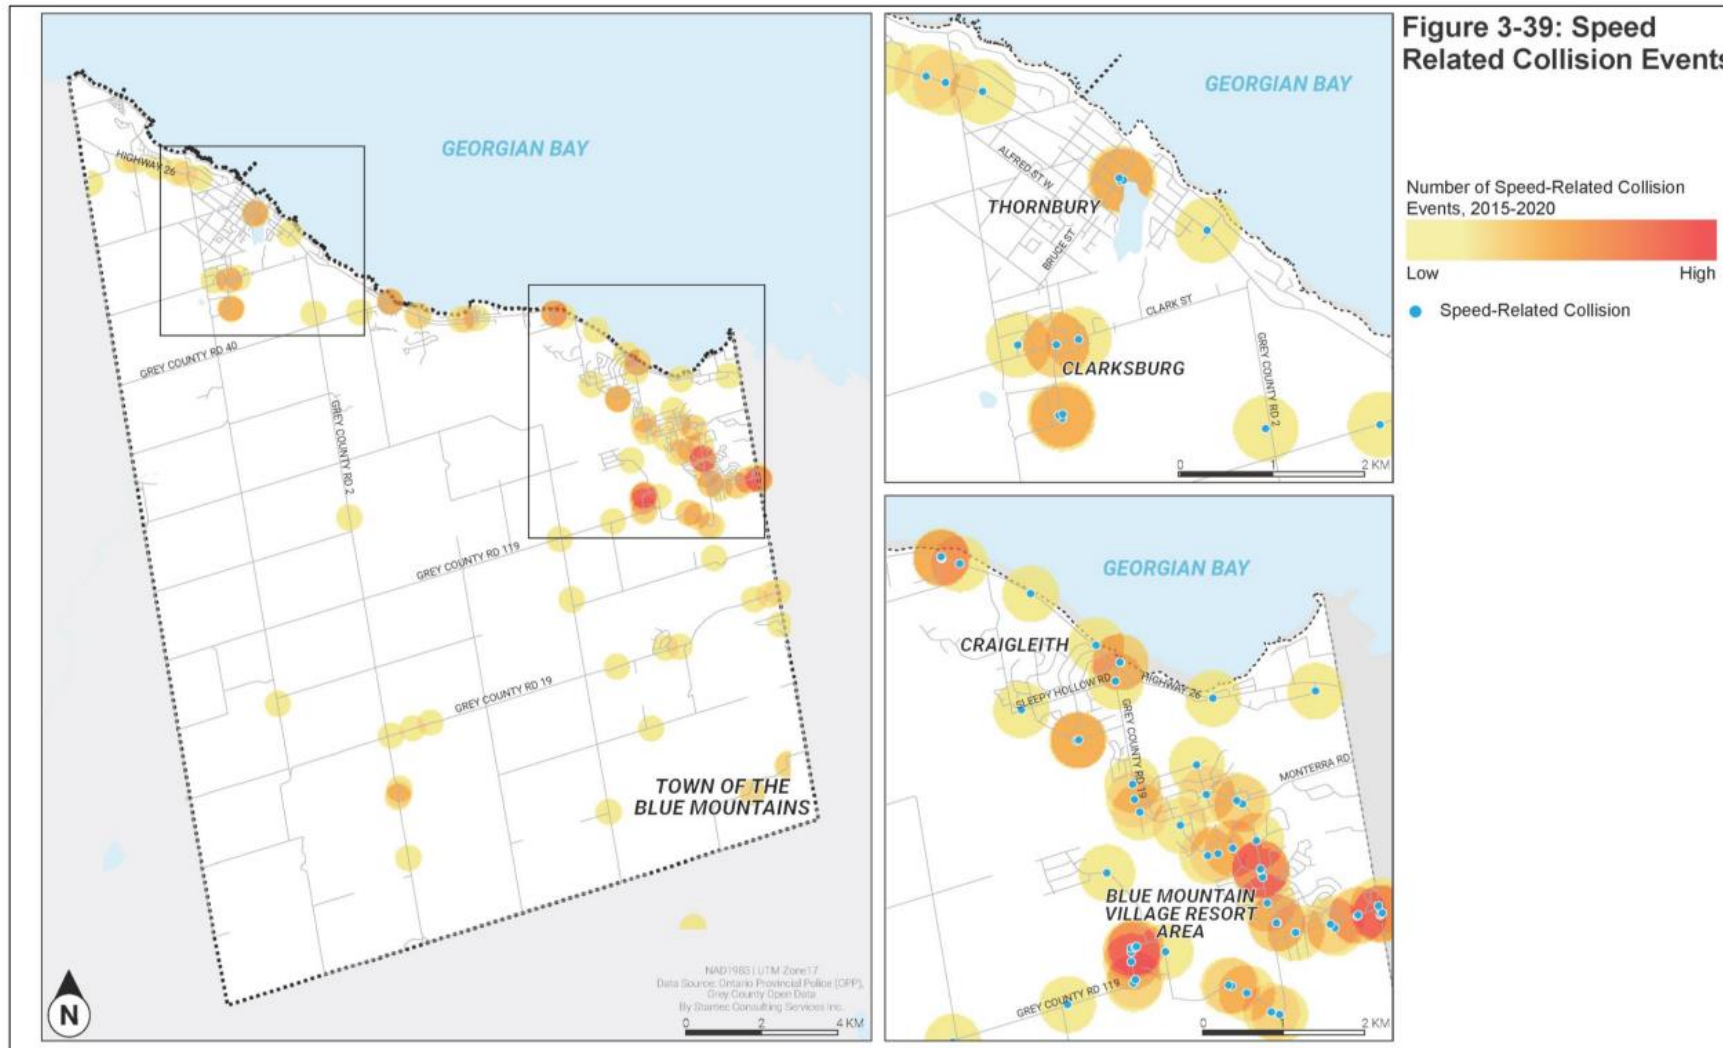 Figure 3-39: Speed
Related Collision Events
Number of Speed-Related Collision
Events, 2015-2020
Low
High
Speed-Related Collision
GEORGIAN BAY
HIGHWAY 26
GREY COUNTY RD 40
GREY COUNTY RD 2
GREY COUNTY RD 119
GREY COUNTY RD 19
TOWN OF THE
BLUE MOUNTAINS
NAD1983 | UTM Zone17
Data Source: Ontario Provincial Police (OPP),
Grey County Open Data
By Stantec Consulting Services Inc.
N
0 2 4 KM
GEORGIAN BAY
ALFRED ST W
THORNBURY
BRUCE ST
CLARK ST
CLARKSBURG
GREY COUNTY RD 2
0 1 2 KM
GEORGIAN BAY
CRAIGLEITH
SLEEPY HOLLOW RD
HIGHWAY 26
GREY COUNTY RD 19
MONTERRA RD
BLUE MOUNTAIN
VILLAGE RESORT
AREA
GREY COUNTY RD 119
0 1 2 KM